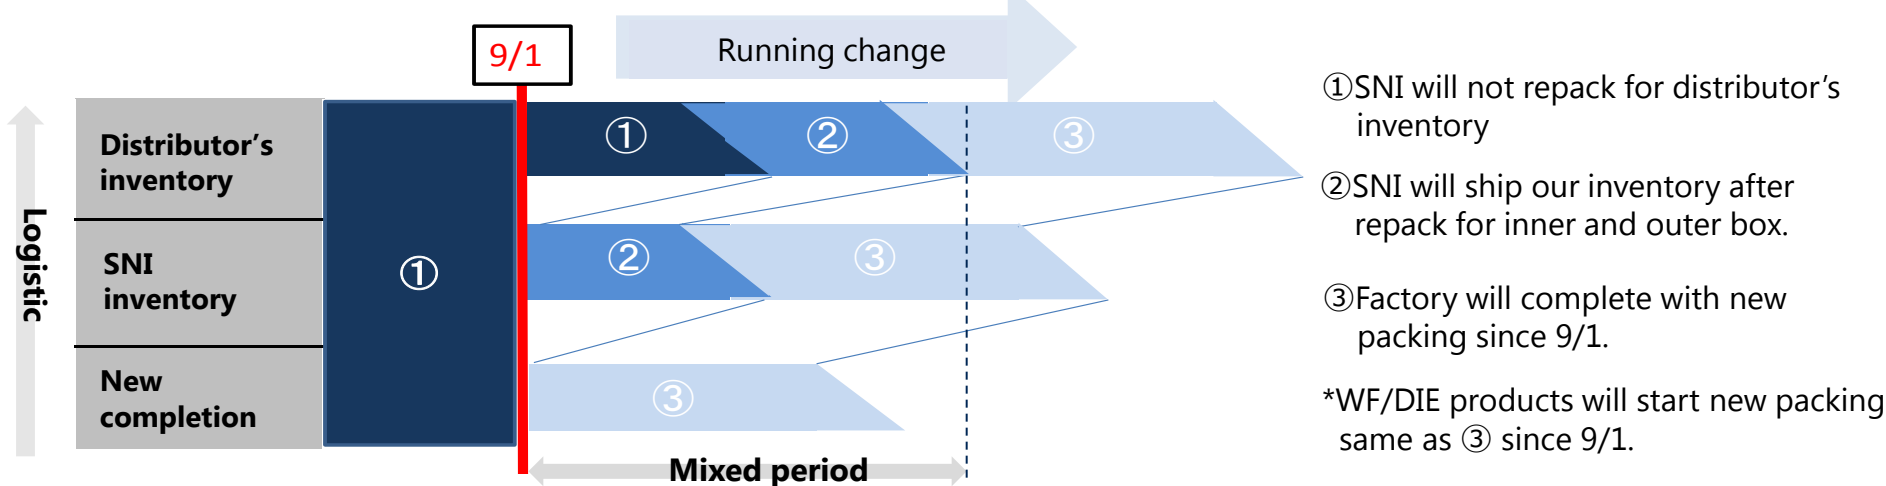 9/1
Running change
Logistic
Distributor’s
inventory
SNI
inventory
New
completion
①
①
②
③
②
③
③
Mixed period
①SNI will not repack for distributor’s
inventory
②SNI will ship our inventory after
repack for inner and outer box.
③Factory will complete with new
packing since 9/1.
*WF/DIE products will start new packing
same as ③ since 9/1.